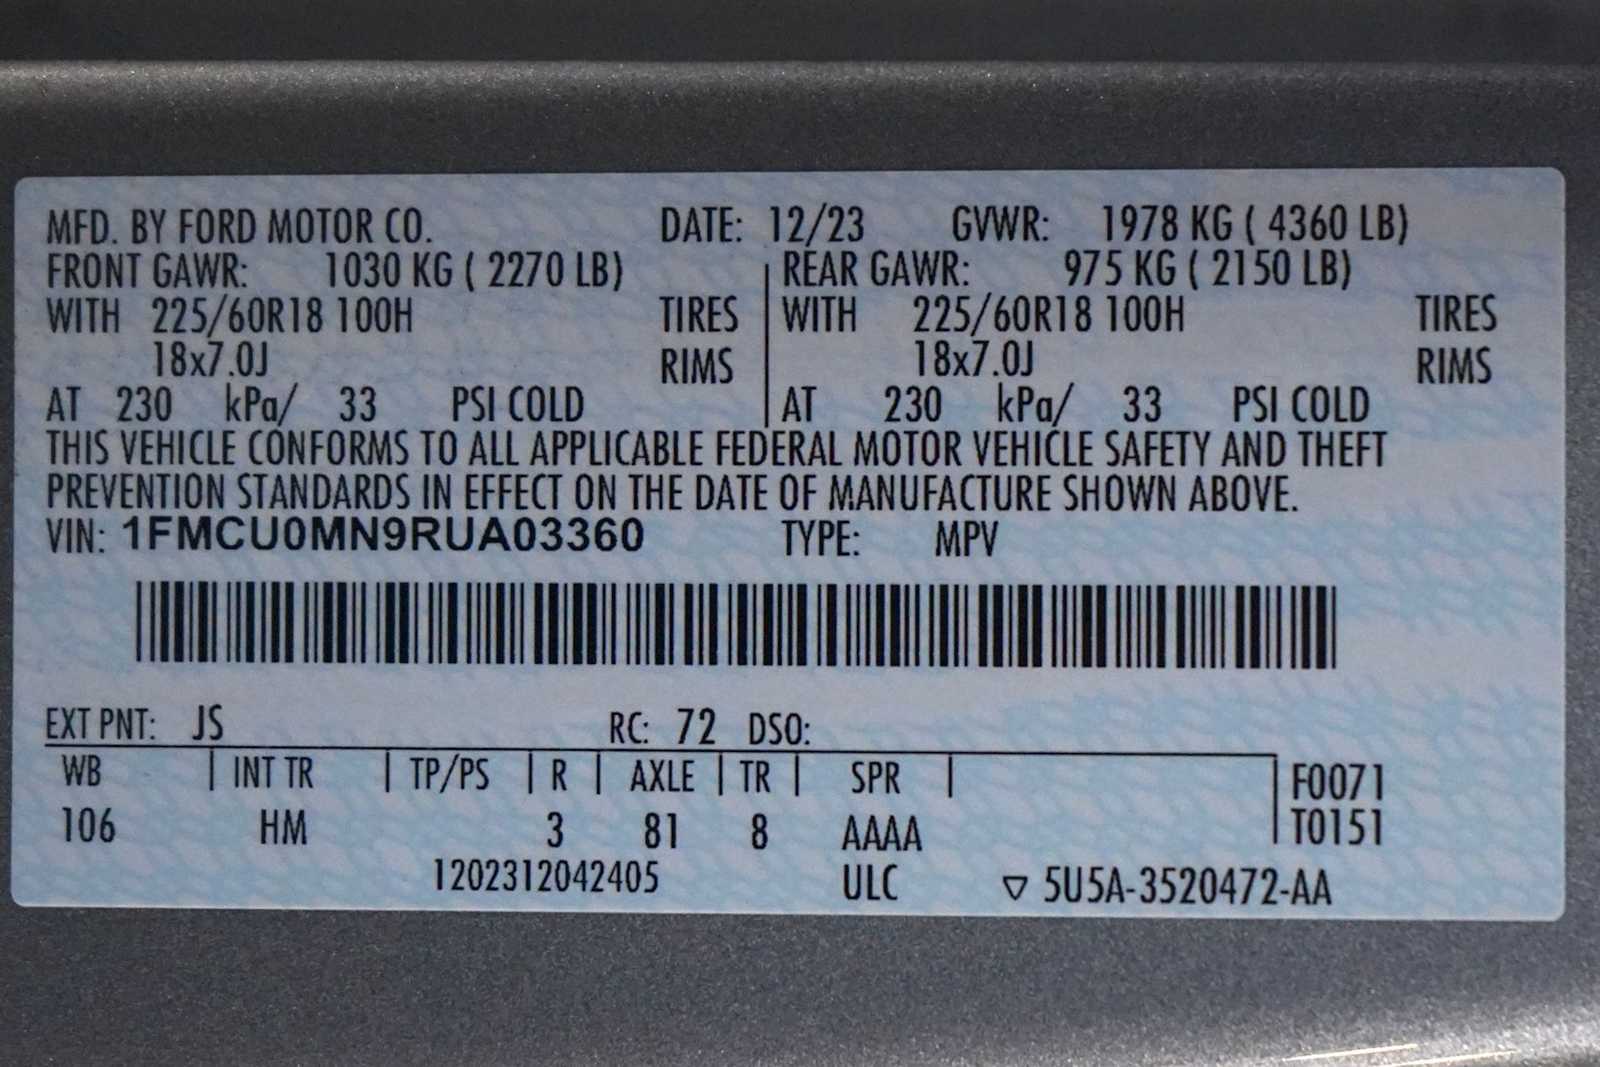 MFD. BY FORD MOTOR CO. DATE: 12/23 GVWR: 1978 KG ( 4360 LB)
FRONT GAWR: 1030 KG ( 2270 LB) REAR GAWR: 975 KG ( 2150 LB)
WITH 225/60R18 100H TIRES WITH 225/60R18 100H TIRES
18x7.0J RIMS 18x7.0J RIMS
AT 230 kPa/ 33 PSI COLD AT 230 kPa/ 33 PSI COLD
THIS VEHICLE CONFORMS TO ALL APPLICABLE FEDERAL MOTOR VEHICLE SAFETY AND THEFT
PREVENTION STANDARDS IN EFFECT ON THE DATE OF MANUFACTURE SHOWN ABOVE.
VIN: 1FMCU0MN9RUA03360 TYPE: MPV
EXT PNT: JS RC: 72 DSO:
WB INT TR TP/PS R AXLE TR SPR F0071
106 HM 3 81 8 AAAA T0151
1202312042405 ULC ▽ 5U5A-3520472-AA